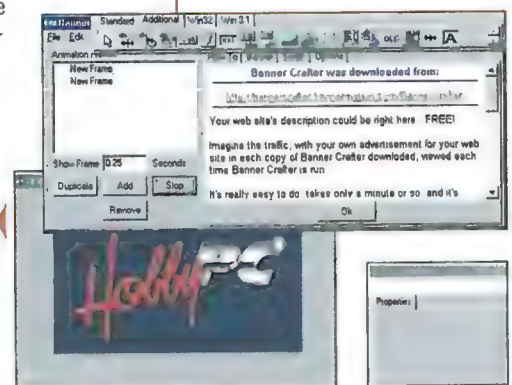 Standard Additional Win32 Win 3.1
File Edit
Animation
New Frame
New Frame
Show Frame 0.25 Seconds
Duplicate Add Stop
Remove
Banner Crafter was downloaded from:
Your web site's description could be right here FREE!
Imagine the traffic, with your own advertisement for your web
site in each copy of Banner Crafter downloaded, viewed each
time Banner Crafter is run
It's really easy to do takes only a minute or so and it's
Ok
HobbyPC
Properties